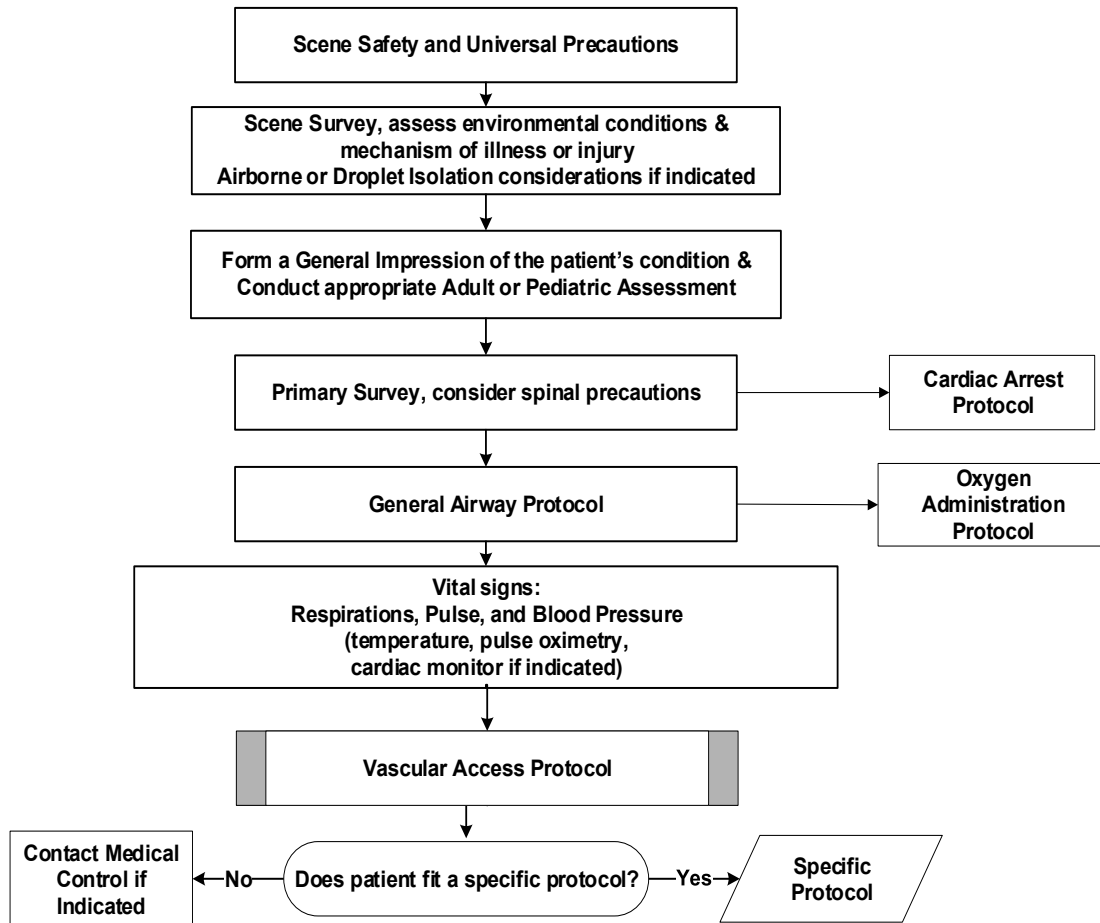 Scene Safety and Universal Precautions
Scene Survey, assess environmental conditions &
mechanism of illness or injury
Airborne or Droplet Isolation considerations if indicated
Form a General Impression of the patient’s condition &
Conduct appropriate Adult or Pediatric Assessment
Primary Survey, consider spinal precautions
Cardiac Arrest
Protocol
General Airway Protocol
Oxygen
Administration
Protocol
Vital signs:
Respirations, Pulse, and Blood Pressure
(temperature, pulse oximetry,
cardiac monitor if indicated)
Vascular Access Protocol
Contact Medical
Control if
Indicated
No
Does patient fit a specific protocol?
Yes
Specific
Protocol